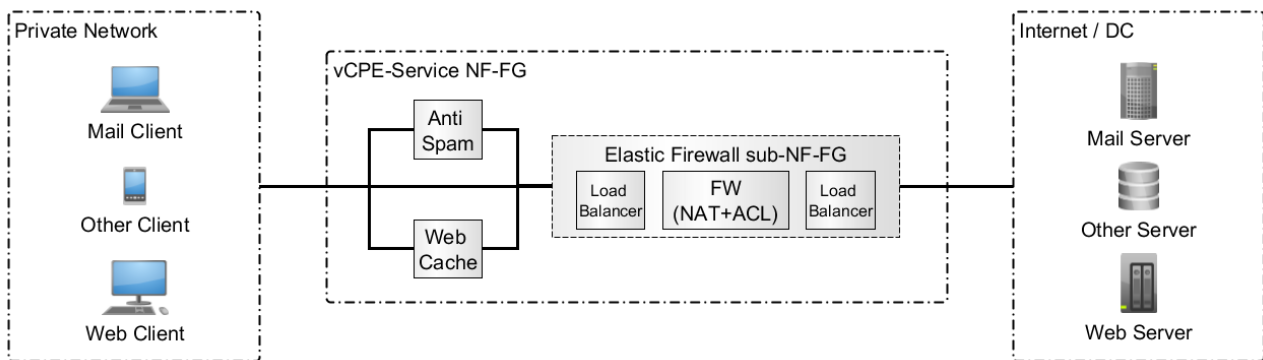 Private Network
Mail Client
Other Client
Web Client
vCPE-Service NF-FG
Anti
Spam
Web
Cache
Elastic Firewall sub-NF-FG
Load
Balancer
FW
(NAT+ACL)
Load
Balancer
Internet / DC
Mail Server
Other Server
Web Server